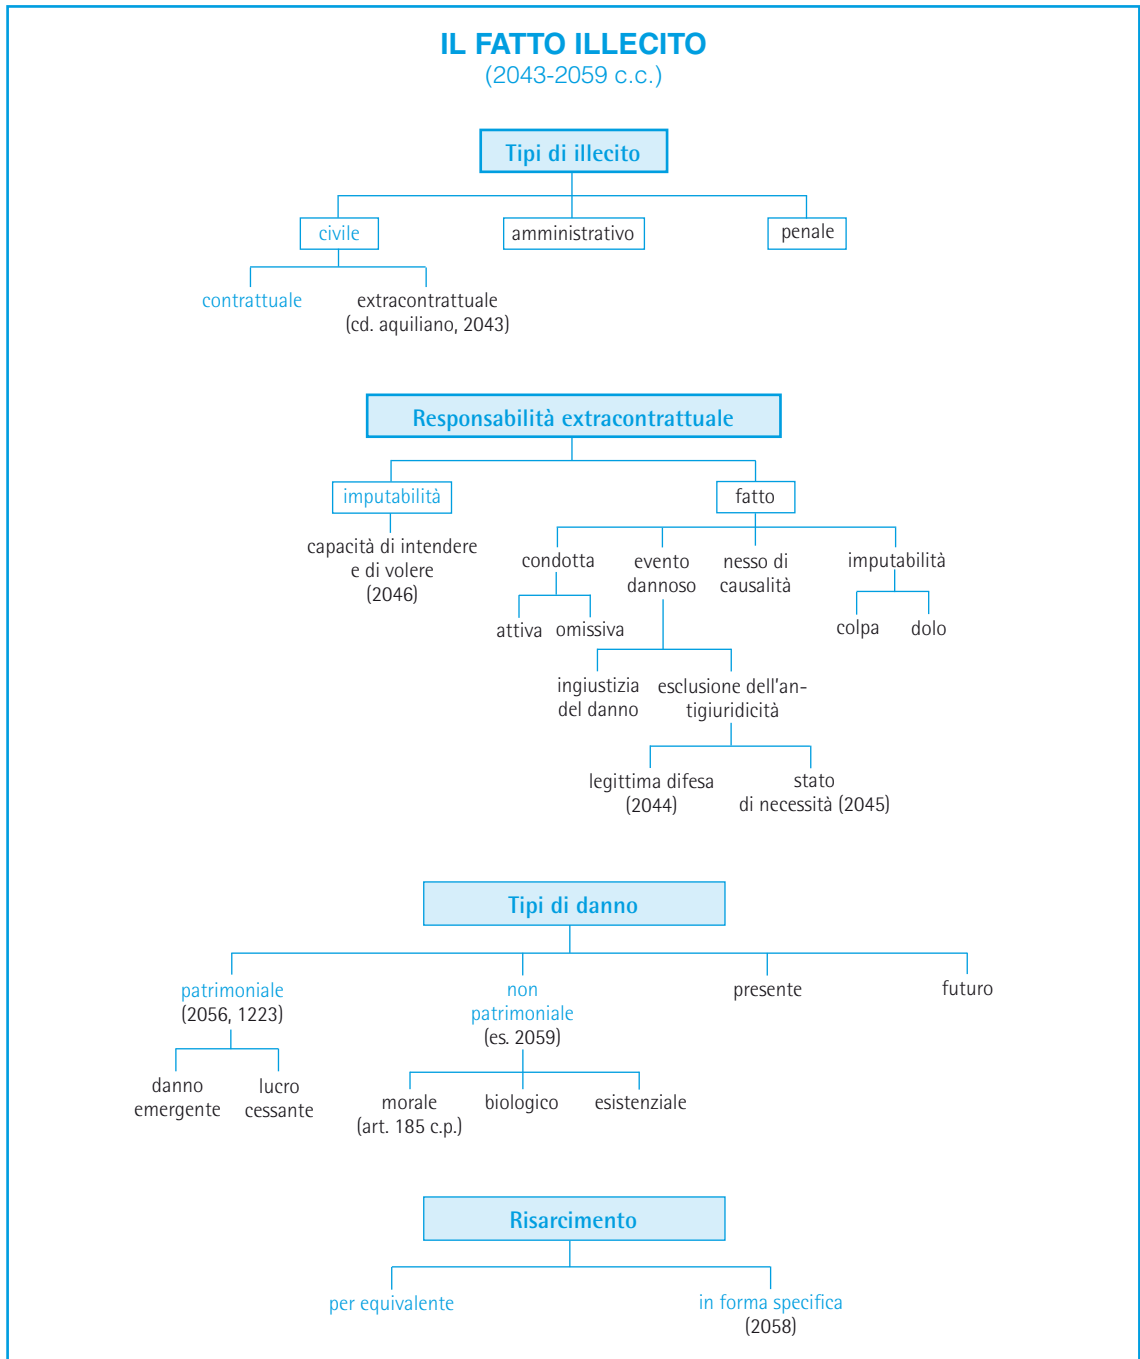 IL FATTO ILLECITO
(2043-2059 c.c.)
Tipi di illecito
civile
amministrativo
penale
contrattuale
extracontrattuale
(cd. aquiliano, 2043)
Responsabilità extracontrattuale
imputabilità
fatto
capacità di intendere
e di volere
(2046)
condotta
evento
dannoso
nesso di
causalità
imputabilità
attiva
omissiva
colpa
dolo
ingiustizia
del danno
esclusione dell'an-
tigiuridicità
legittima difesa
(2044)
stato
di necessità (2045)
Tipi di danno
patrimoniale
(2056, 1223)
non
patrimoniale
(es. 2059)
presente
futuro
danno
emergente
lucro
cessante
morale
(art. 185 c.p.)
biologico
esistenziale
Risarcimento
per equivalente
in forma specifica
(2058)